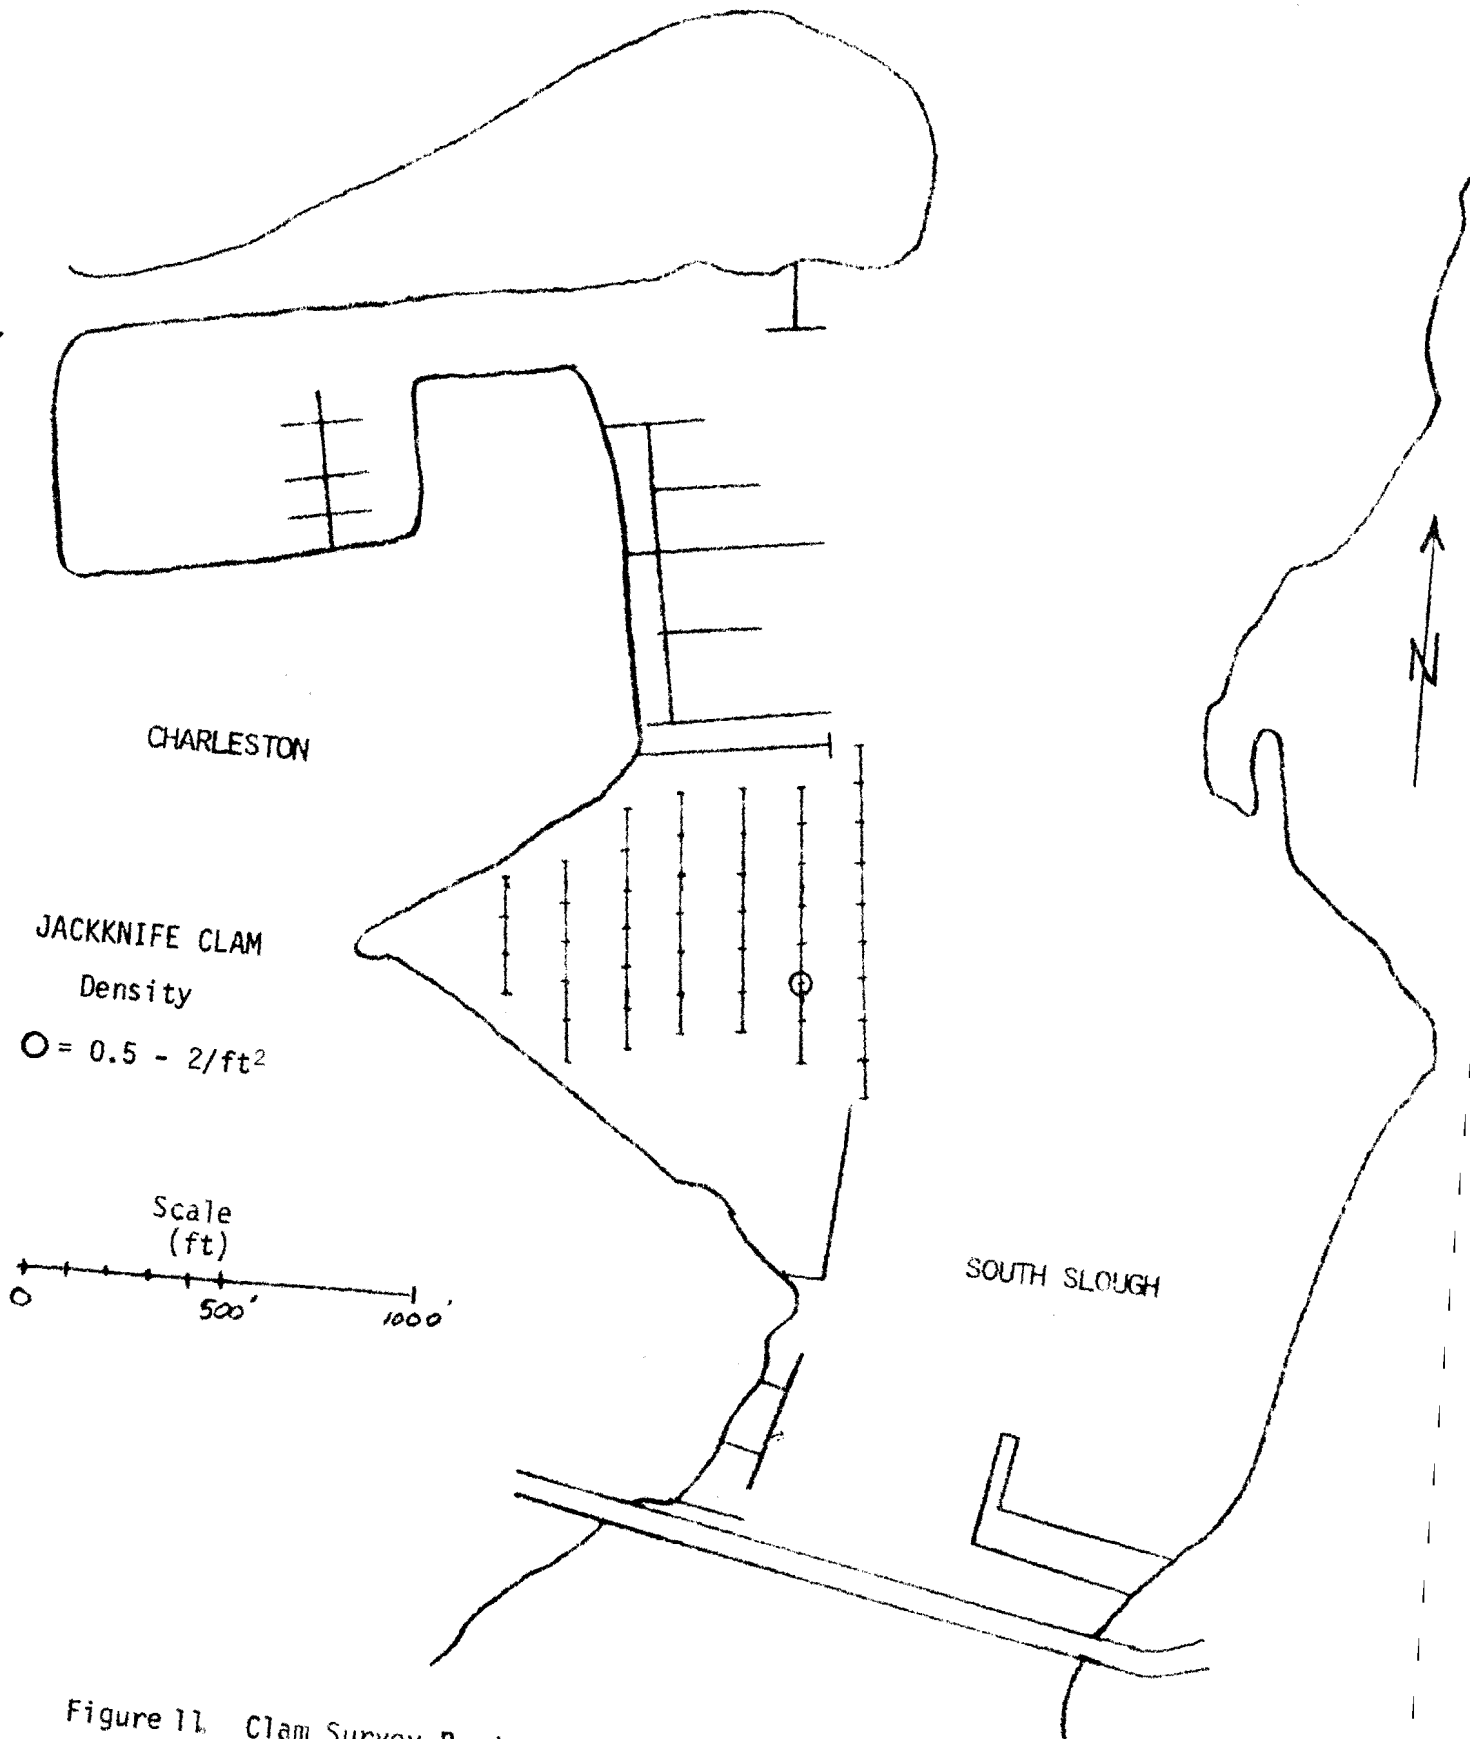 N
CHARLESTON
JACKKNIFE CLAM
Density
O = 0.5 - 2/ft²
Scale
(ft)
0 500' 1000'
SOUTH SLOUGH
Figure 11. Clam Survey